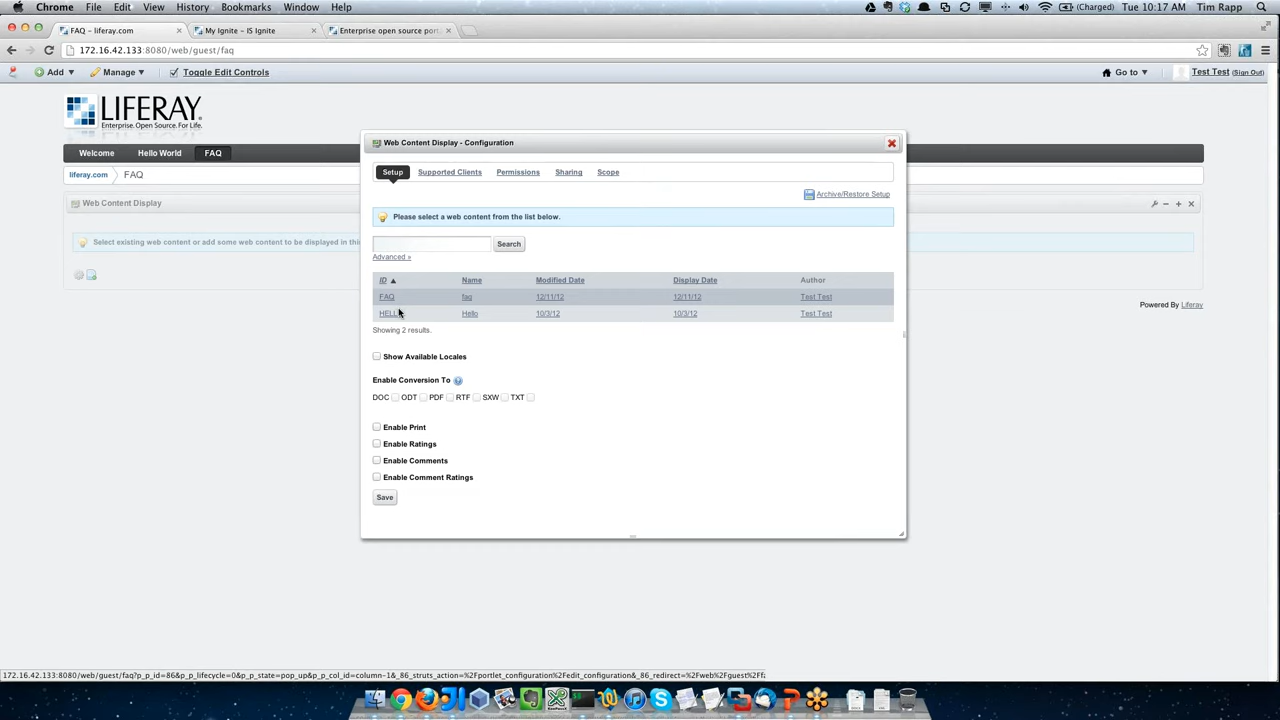 Chrome File Edit View History Bookmarks Window Help (Charged) Tue 10:17 AM Tim Rapp
FAQ - liferay.com My Ignite - IS Ignite Enterprise open source port
172.16.42.133:8080/web/guest/faq
Add Manage Toggle Edit Controls Go to Test Test (Sign Out)
LIFERAY
Enterprise. Open Source. For Life.
Welcome Hello World FAQ
liferay.com FAQ
Web Content Display
Select existing web content or add some web content to be displayed in thi
Powered By Liferay
Web Content Display - Configuration
Setup Supported Clients Permissions Sharing Scope
Archive/Restore Setup
Please select a web content from the list below.
Search
Advanced »
ID Name Modified Date Display Date Author
FAQ faq 12/11/12 12/11/12 Test Test
HELLO Hello 10/3/12 10/3/12 Test Test
Showing 2 results.
Show Available Locales
Enable Conversion To
DOC ODT PDF RTF SXW TXT
Enable Print
Enable Ratings
Enable Comments
Enable Comment Ratings
Save
172.16.42.133:8080/web/guest/faq?p_p_id=86&p_p_lifecycle=0&p_p_state=pop_up&p_p_col_id=column-1&_86_struts_action=%2Fportlet_configuration%2Fedit_configuration&_86_redirect=%2Fweb%2Fguest%2Ff